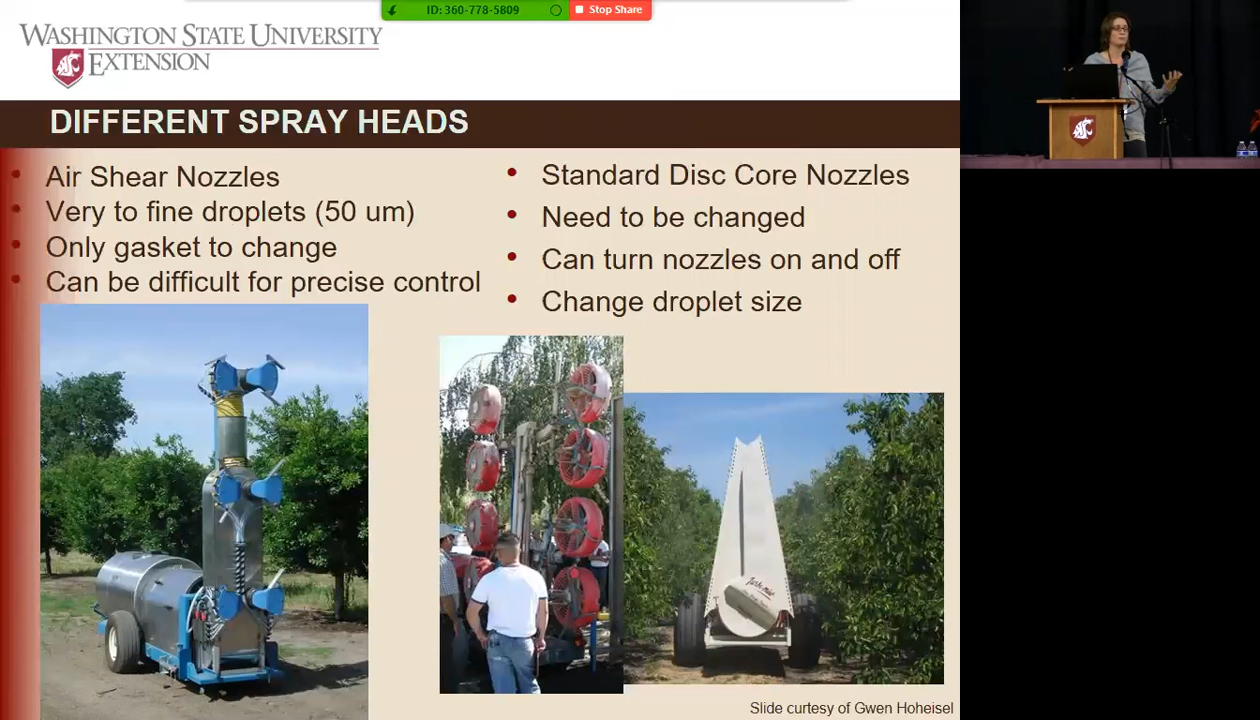 ID: 360-778-5809
Stop Share
WASHINGTON STATE UNIVERSITY
EXTENSION
DIFFERENT SPRAY HEADS
Air Shear Nozzles
Very to fine droplets (50 um)
Only gasket to change
Can be difficult for precise control
Standard Disc Core Nozzles
Need to be changed
Can turn nozzles on and off
Change droplet size
Slide curtesy of Gwen Hoheisel